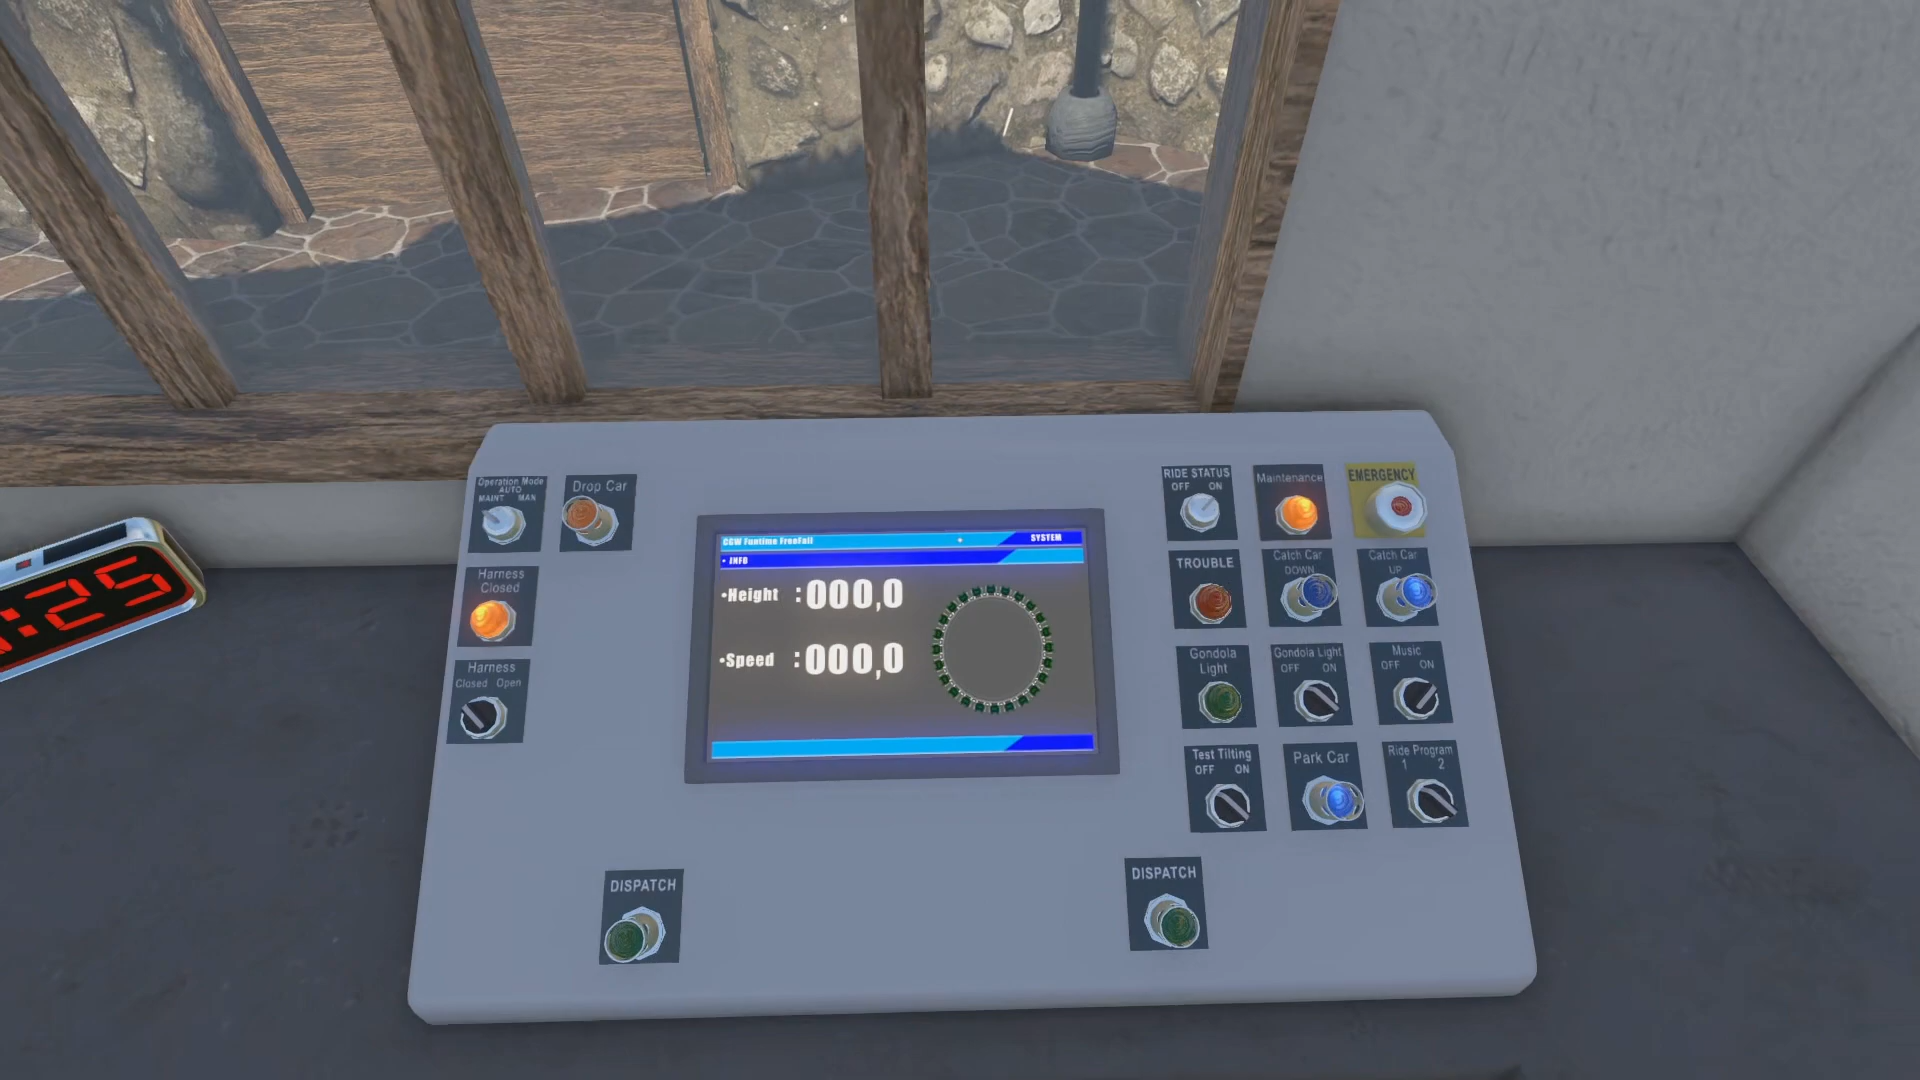 Operation Mode
AUTO
MAINT MAN
Drop Car
Harness
Closed
Harness
Closed Open
:25
CGW Funtime FreeFall
SYSTEM
• INFO
•Height :000,0
•Speed :000,0
RIDE STATUS
OFF ON
Maintenance
EMERGENCY
TROUBLE
Catch Car
DOWN
Catch Car
UP
Gondola
Light
Gondola Light
OFF ON
Music
OFF ON
Test Tilting
OFF ON
Park Car
Ride Program
1 2
DISPATCH
DISPATCH